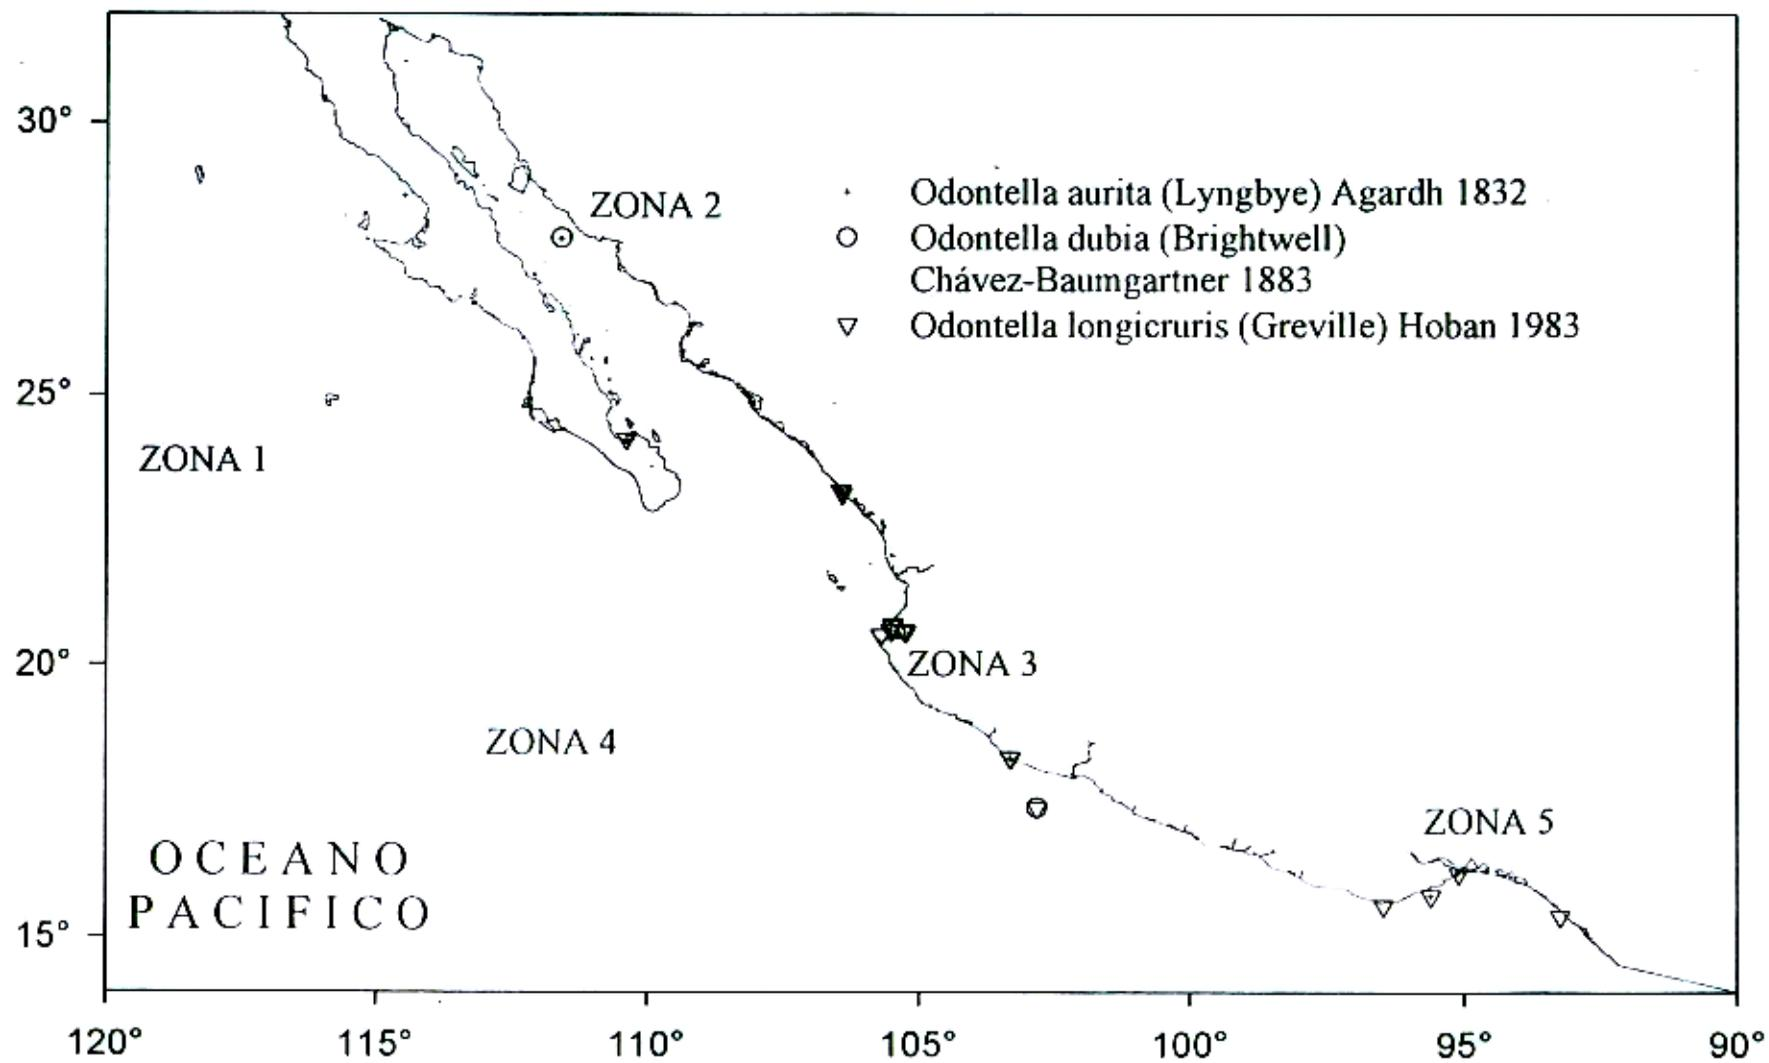 30°
ZONA 2
Odontella aurita (Lyngbye) Agardh 1832
Odontella dubia (Brightwell)
Chávez-Baumgartner 1883
Odontella longicruris (Greville) Hoban 1983
25°
ZONA 1
20°
ZONA 3
ZONA 4
ZONA 5
OCEANO
PACIFICO
15°
120° 115° 110° 105° 100° 95° 90°